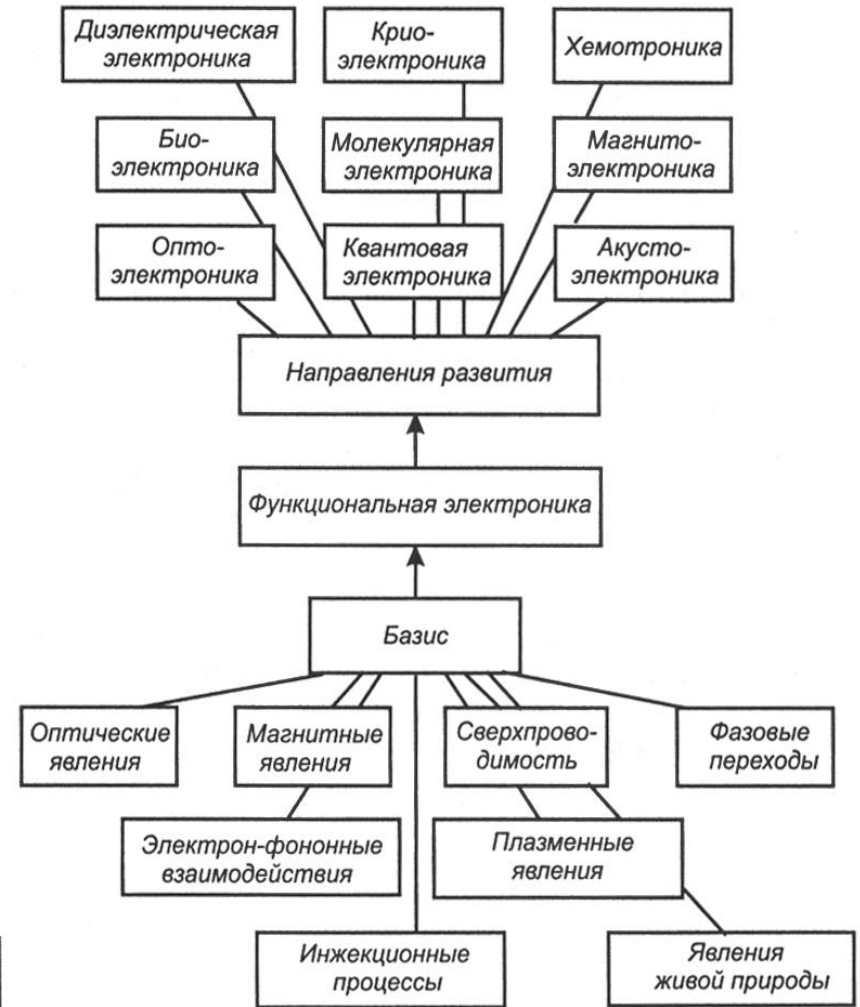 Диэлектрическая
электроника
Крио-
электроника
Хемотроника
Био-
электроника
Молекулярная
электроника
Магнито-
электроника
Опто-
электроника
Квантовая
электроника
Акусто-
электроника
Направления развития
Функциональная электроника
Базис
Оптические
явления
Магнитные
явления
Сверхпрово-
димость
Фазовые
переходы
Электрон-фононные
взаимодействия
Плазменные
явления
Инжекционные
процессы
Явления
живой природы